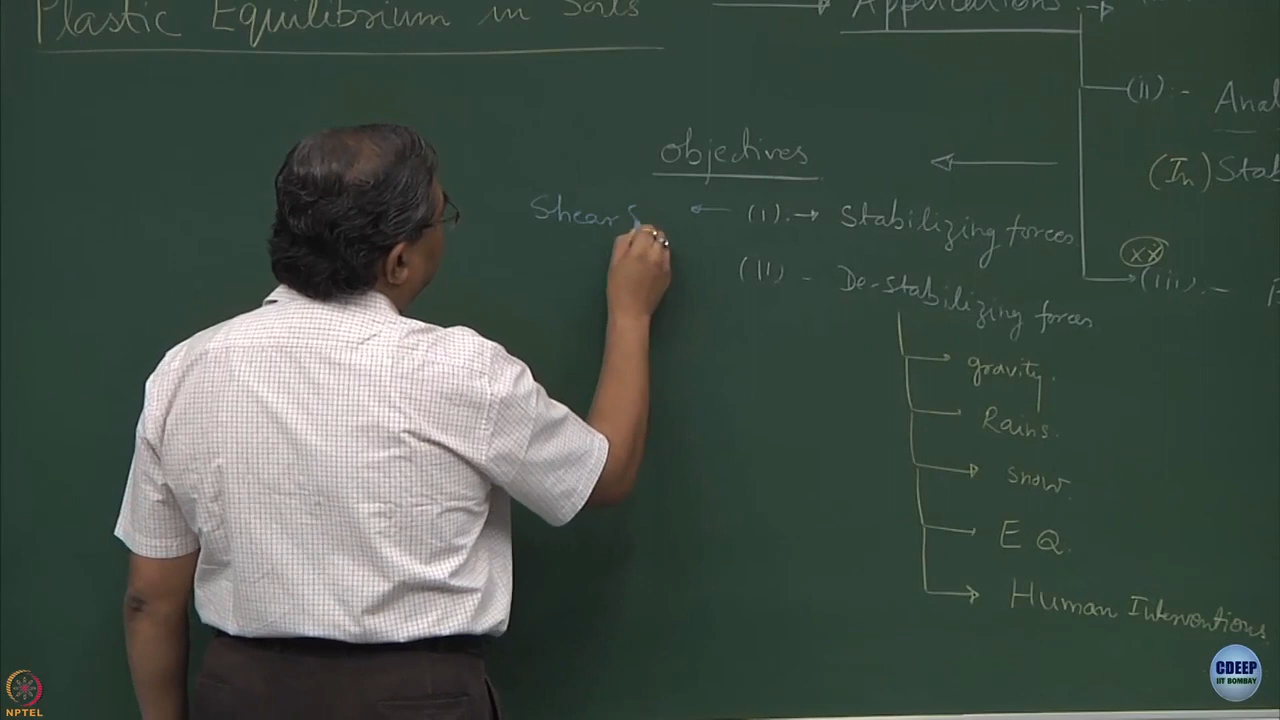 Plastic Equilibrium in Soils
Applications
(ii).- Anal
Objectives
(In) Stab
Shear S
(i). Stabilizing forces
xx
(iii).-
(ii) - De-stabilizing forces
gravity.
Rains.
snow.
E Q.
Human Interventions.
NPTEL
CDEEP
IIT BOMBAY